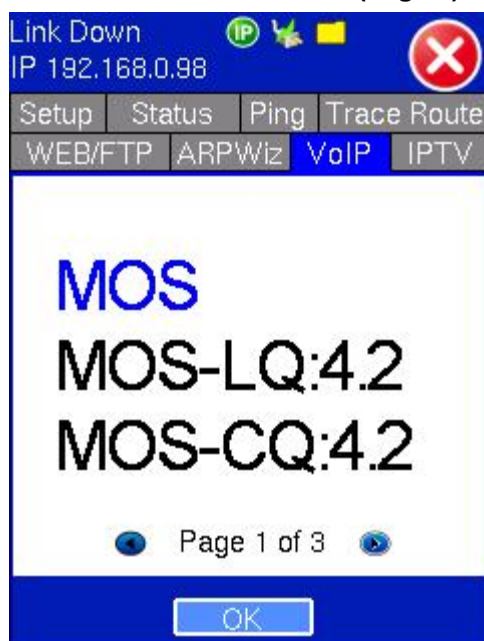 Link Down
IP
IP 192.168.0.98
Setup Status Ping Trace Route
WEB/FTP ARPWiz VoIP IPTV
MOS
MOS-LQ:4.2
MOS-CQ:4.2
Page 1 of 3
OK